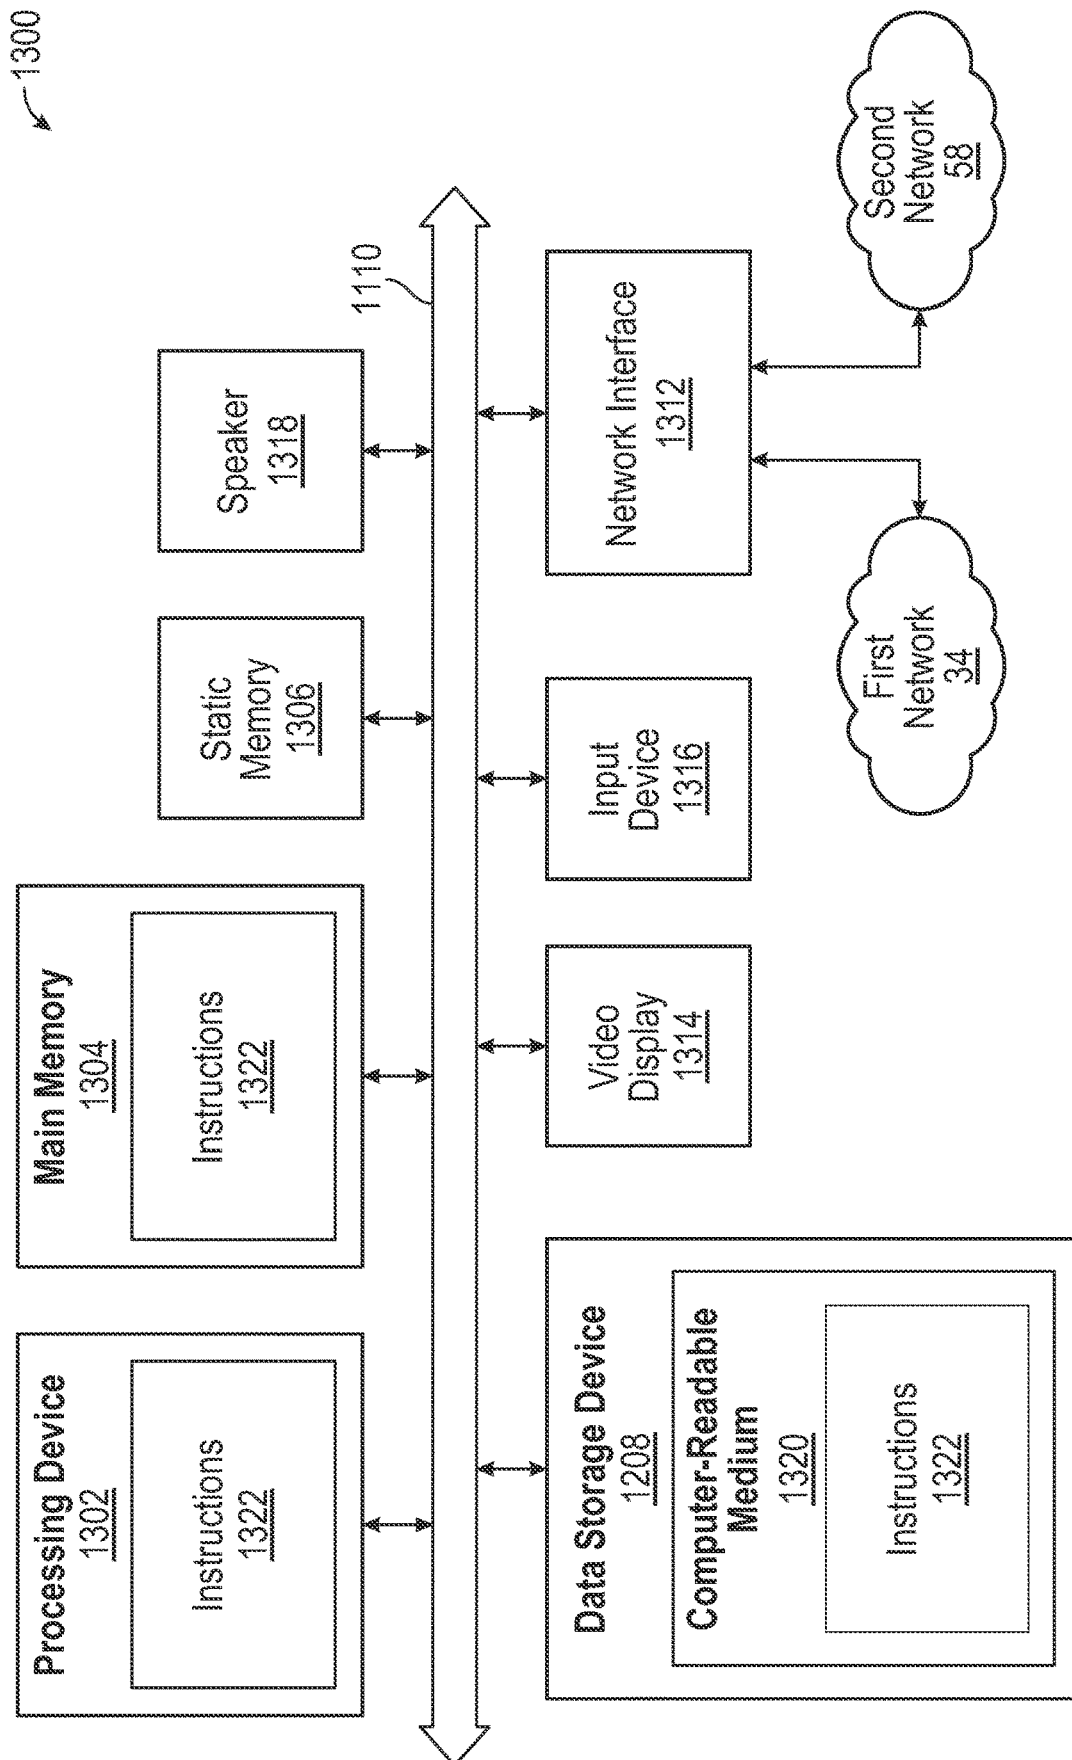 1300
Processing Device
1302
Instructions
1322
Main Memory
1304
Instructions
1322
Static
Memory
1306
Speaker
1318
1110
Data Storage Device
1208
Computer-Readable
Medium
1320
Instructions
1322
Video
Display
1314
Input
Device
1316
Network Interface
1312
First
Network
34
Second
Network
58